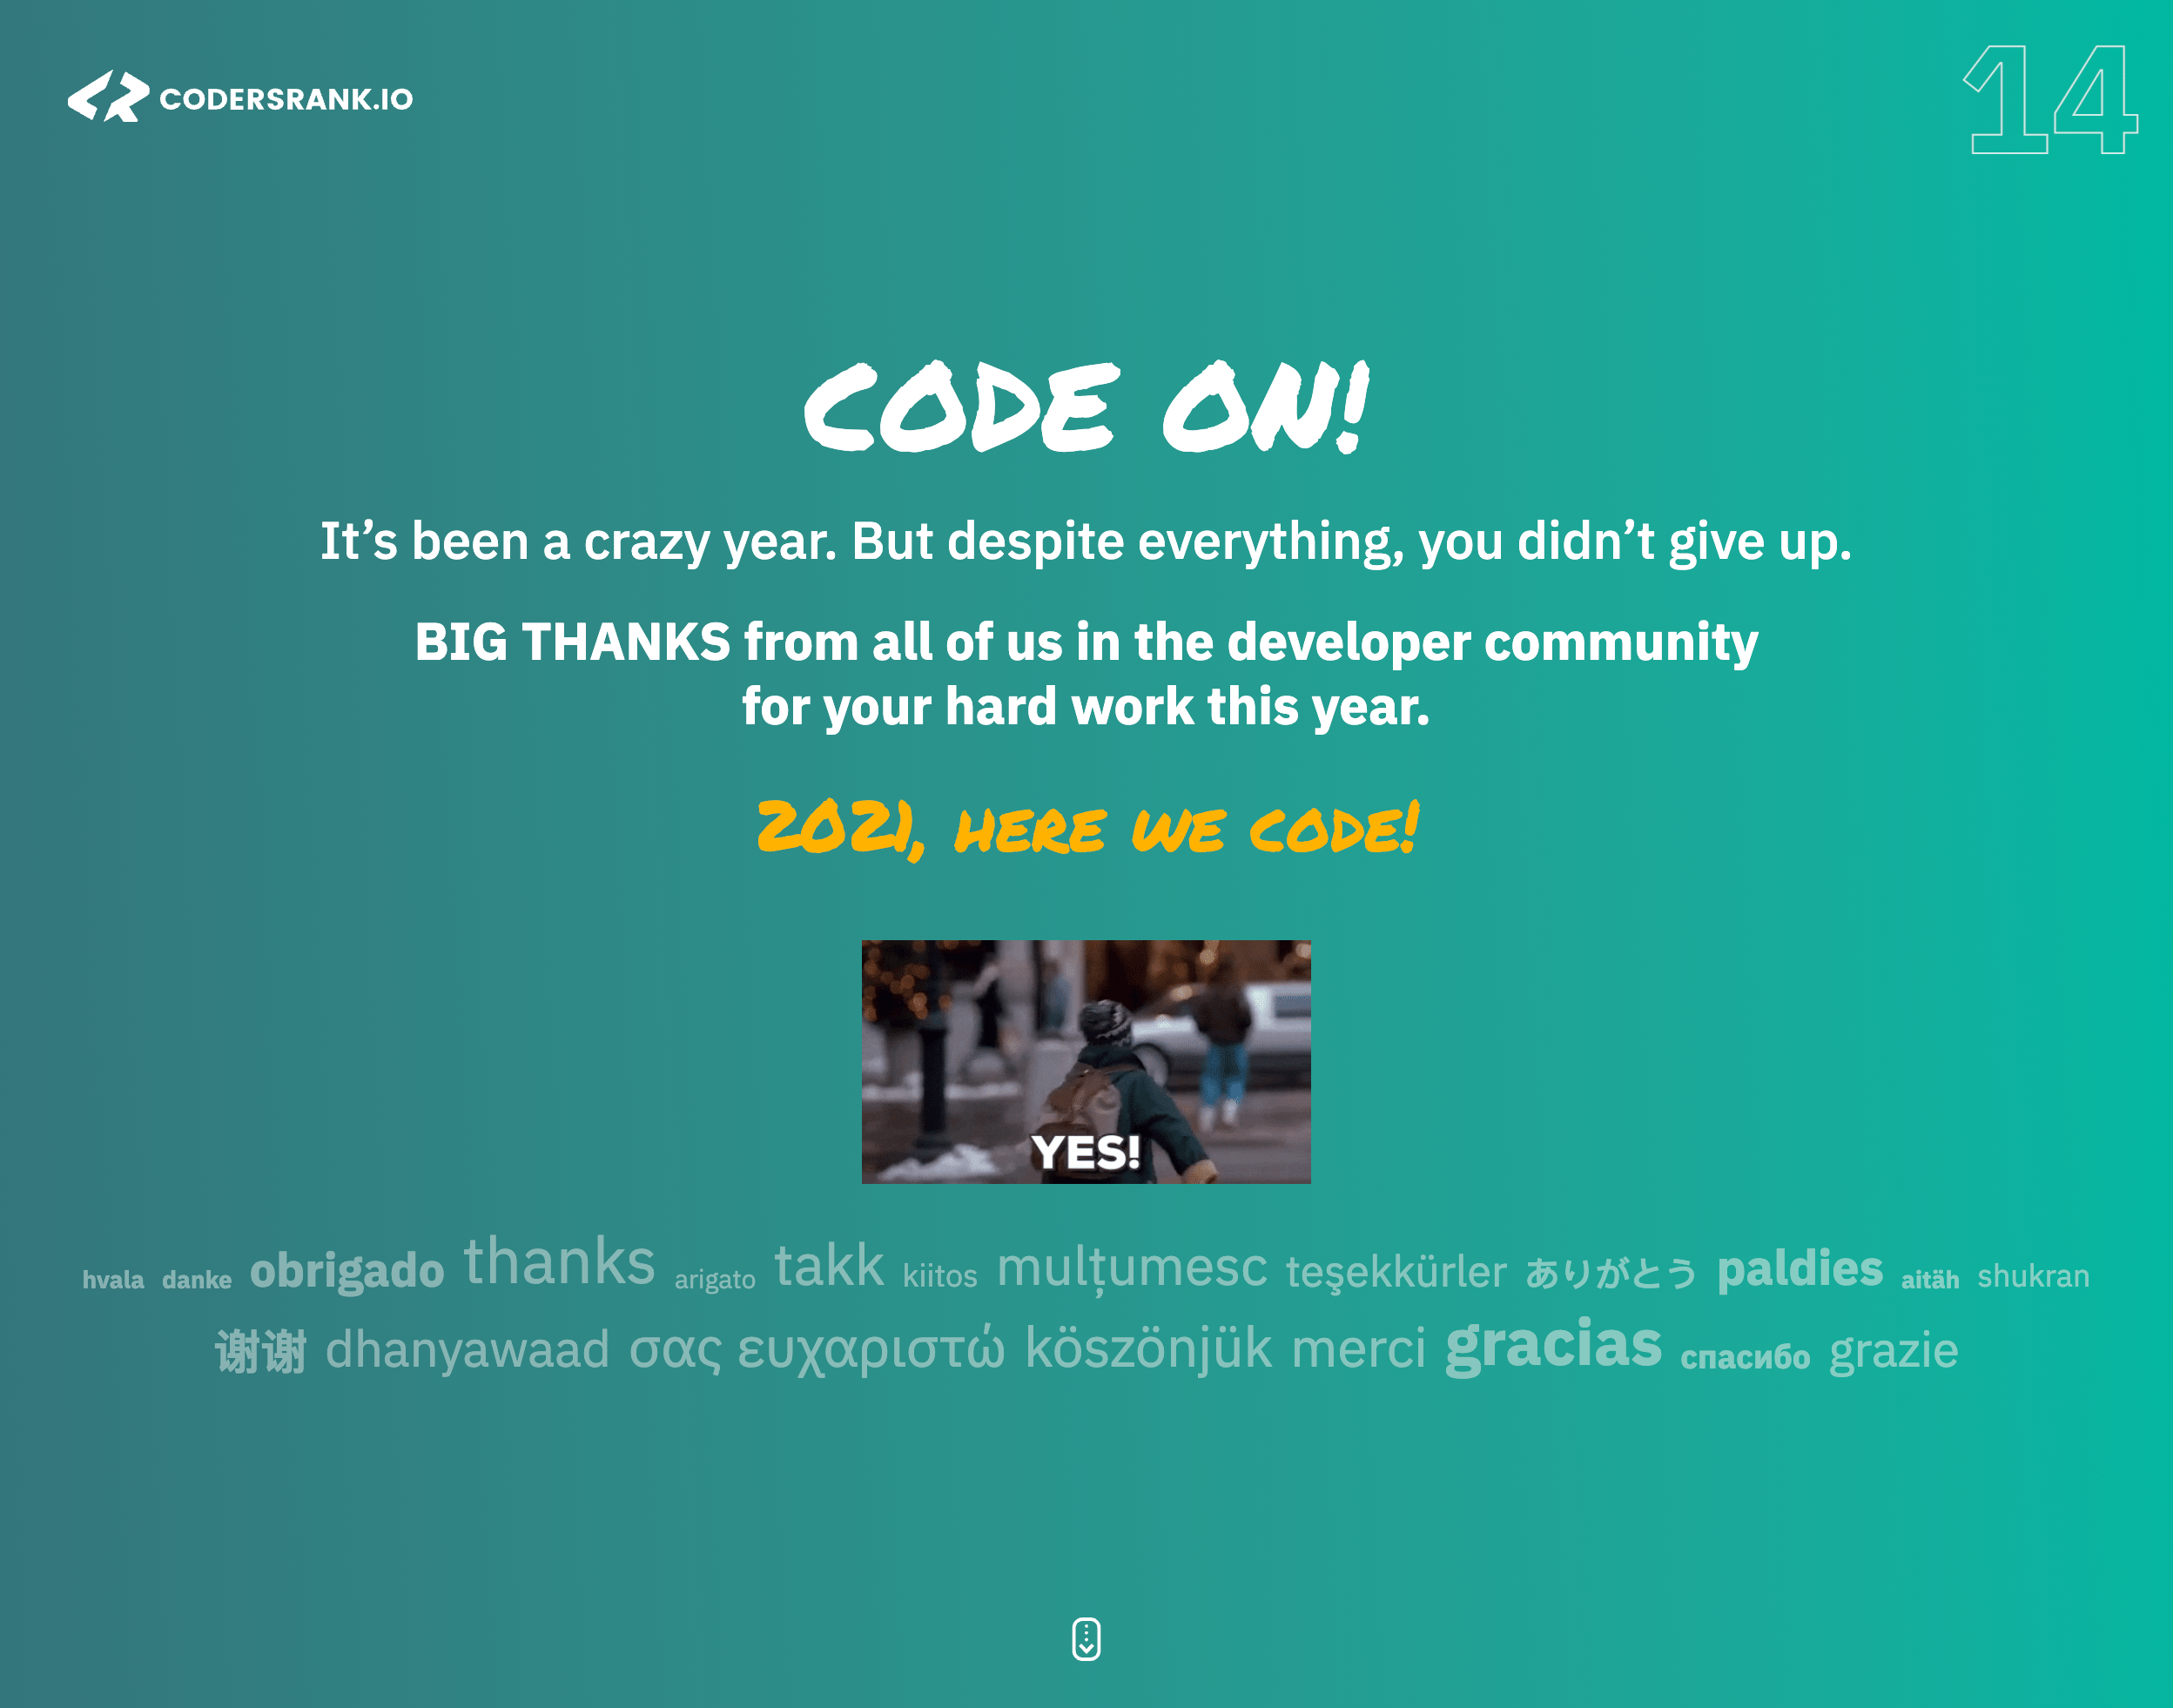 CODERSRANK.IO
14
CODE ON!
It’s been a crazy year. But despite everything, you didn’t give up.
BIG THANKS from all of us in the developer community
for your hard work this year.
2021, HERE WE CODE!
YES!
hvala danke obrigado thanks arigato takk kiitos mulțumesc teşekkürler ありがとう paldies aitäh shukran
谢谢 dhanyawaad σας ευχαριστώ köszönjük merci gracias спасибо grazie